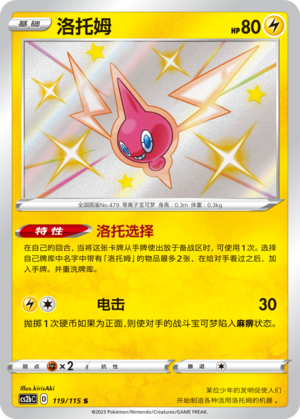 基础 洛托姆 HP80
全国图鉴No.479 等离子宝可梦 身高：0.3m 体重：0.3kg
特性 洛托选择
在自己的回合，当将这张卡牌从手牌使出放于备战区时，可使用1次。选择
自己牌库中名字中带有「洛托姆」的物品最多2张，在给对手看过之后，加
入手牌。并重洗牌库。
电击 30
抛掷1次硬币如果为正面，则使对手的战斗宝可梦陷入麻痹状态。
弱点 ×2 抵抗力 撤退
Illus.kirisAki
CS2bC D 119/115 S
某位少年的发明促使人们
开始制造各种活用洛托姆的机器。
©2023 Pokémon/Nintendo/Creatures/GAME FREAK.